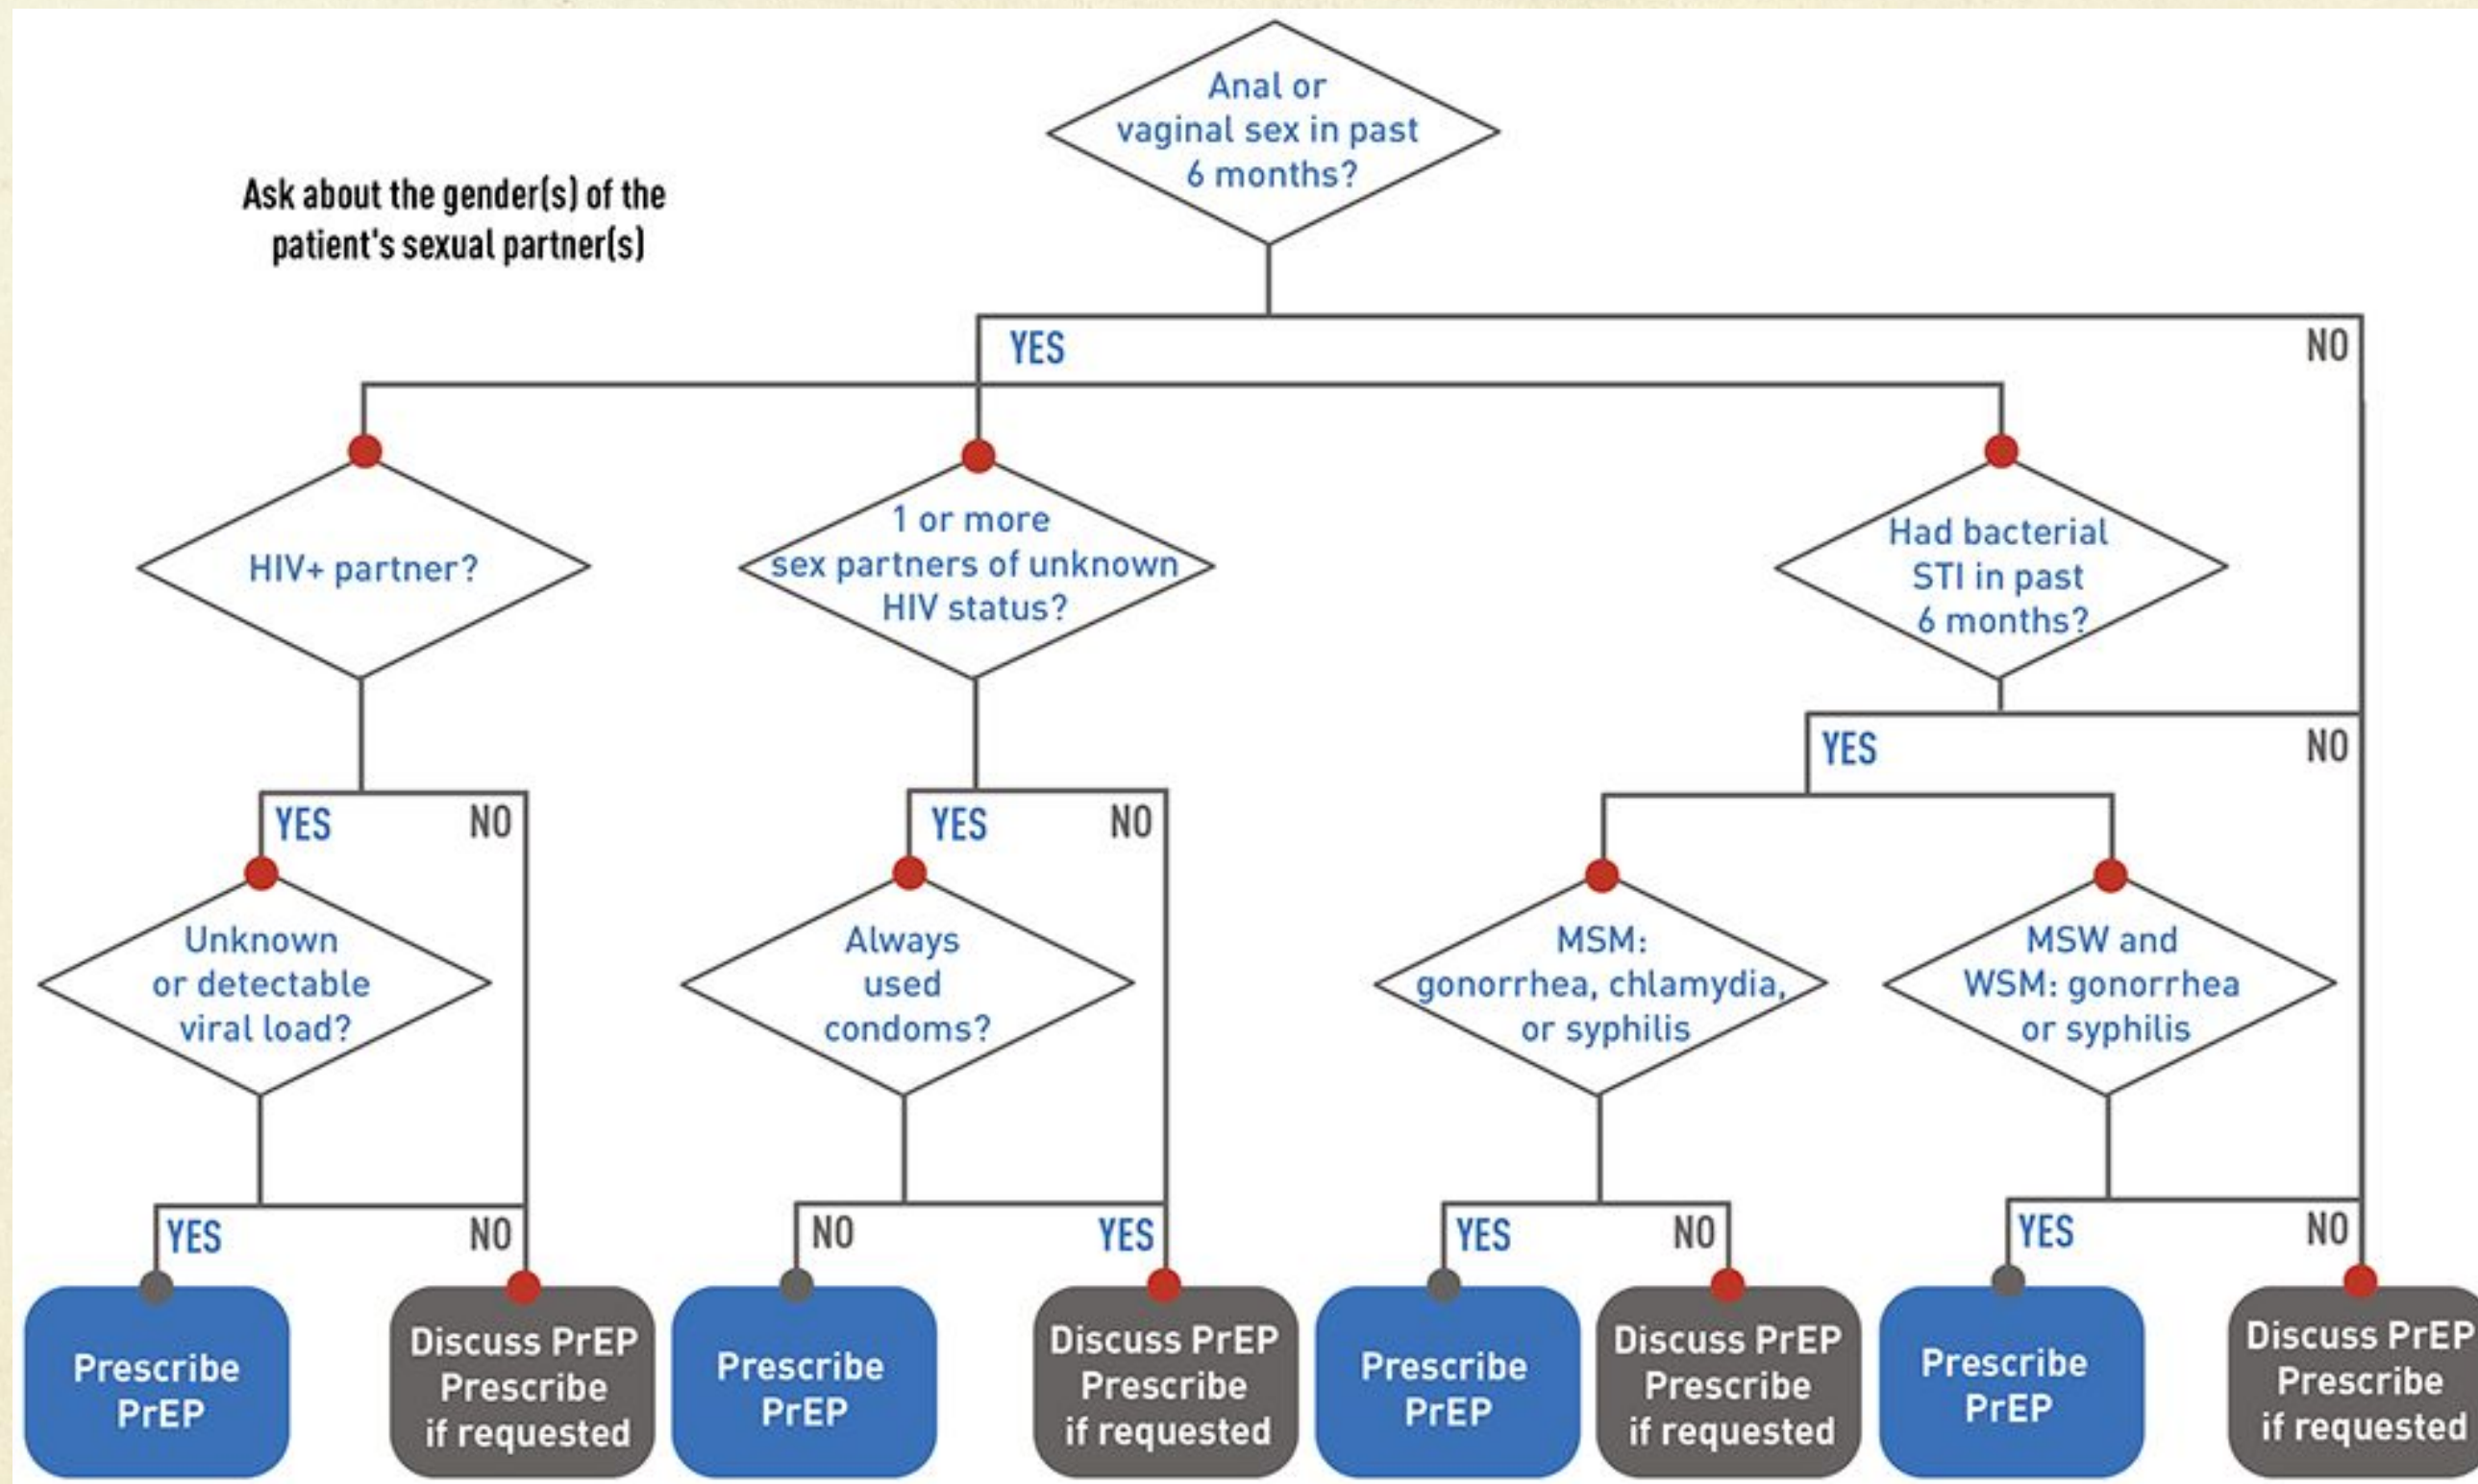 Anal or
vaginal sex in past
6 months?
Ask about the gender(s) of the
patient's sexual partner(s)
YES
NO
HIV+ partner?
1 or more
sex partners of unknown
HIV status?
Had bacterial
STI in past
6 months?
YES
NO
YES
NO
YES
NO
Unknown
or detectable
viral load?
Always
used
condoms?
MSM:
gonorrhea, chlamydia,
or syphilis
MSW and
WSM: gonorrhea
or syphilis
YES
NO
NO
YES
YES
NO
YES
NO
Prescribe
PrEP
Discuss PrEP
Prescribe
if requested
Prescribe
PrEP
Discuss PrEP
Prescribe
if requested
Prescribe
PrEP
Discuss PrEP
Prescribe
if requested
Prescribe
PrEP
Discuss PrEP
Prescribe
if requested